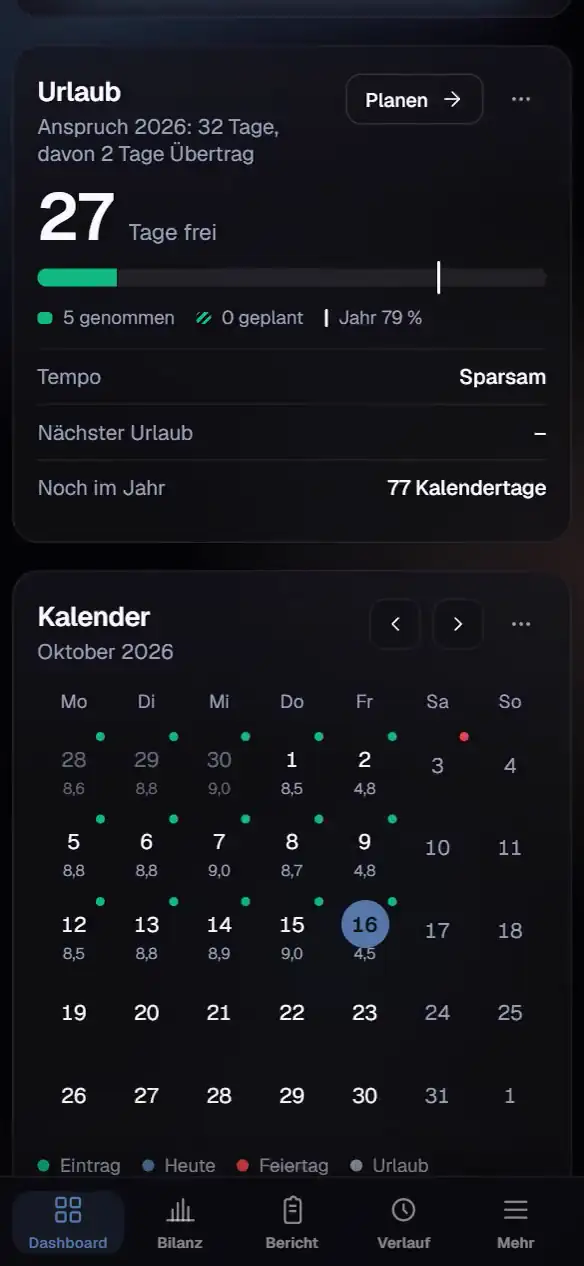 Urlaub
Planen →
Anspruch 2026: 32 Tage,
davon 2 Tage Übertrag
27 Tage frei
5 genommen 0 geplant Jahr 79 %
Tempo Sparsam
Nächster Urlaub –
Noch im Jahr 77 Kalendertage
Kalender
Oktober 2026
Mo Di Mi Do Fr Sa So
28 29 30 1 2 3 4
8,6 8,8 9,0 8,5 4,8
5 6 7 8 9 10 11
8,8 8,8 9,0 8,7 4,8
12 13 14 15 16 17 18
8,5 8,8 8,9 9,0 4,5
19 20 21 22 23 24 25
26 27 28 29 30 31 1
Eintrag Heute Feiertag Urlaub
Dashboard Bilanz Bericht Verlauf Mehr